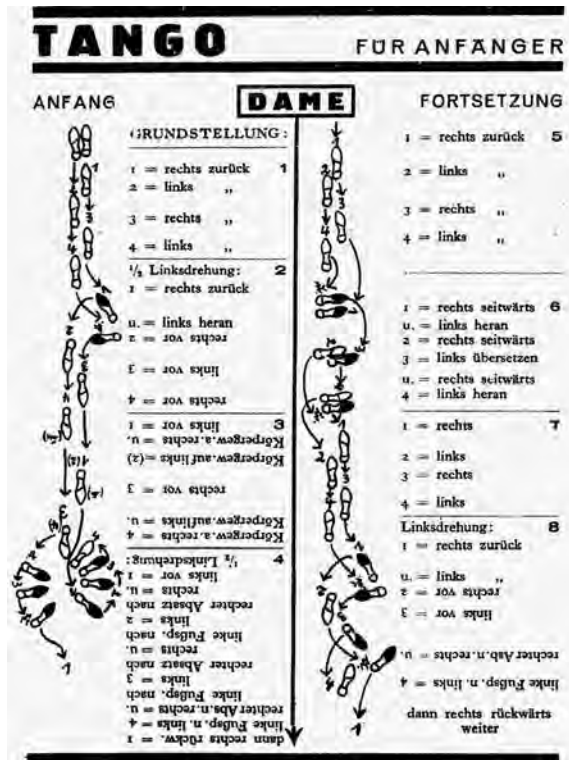 TANGO FÜR ANFÄNGER
DAME
ANFANG
GRUNDSTELLUNG:
1 = rechts zurück 1
2 = links „
3 = rechts „
4 = links „
½ Linksdrehung: 2
1 = rechts zurück
u. = links heran
2 = rechts vor
3 = links vor
4 = rechts vor
1 = links vor 3
u. = Körpergew. a. rechts
(2) = Körpergew. auf links
3 = rechts vor
u. = Körpergew. auf links
4 = Körpergew. a. rechts
½ Linksdrehung: 4
1 = links vor
u. = rechts
rechter Absatz nach
2 = links
linke Fußsp. nach
u. = rechts
rechter Absatz nach
3 = links
linke Fußsp. nach
u. = rechter Abs. n. rechts
4 = linke Fußsp. n. links
1 = dann rechts rückw.
FORTSETZUNG
1 = rechts zurück 5
2 = links „
3 = rechts „
4 = links „
1 = rechts seitwärts 6
u. = links heran
2 = rechts seitwärts
3 = links übersetzen
u. = rechts seitwärts
4 = links heran
1 = rechts 7
2 = links
3 = rechts
4 = links
Linksdrehung: 8
1 = rechts zurück
u. = links „
2 = rechts vor
3 = links vor
u. = rechter Abs. n. rechts
4 = linke Fußsp. n. links
dann rechts rückwärts
weiter